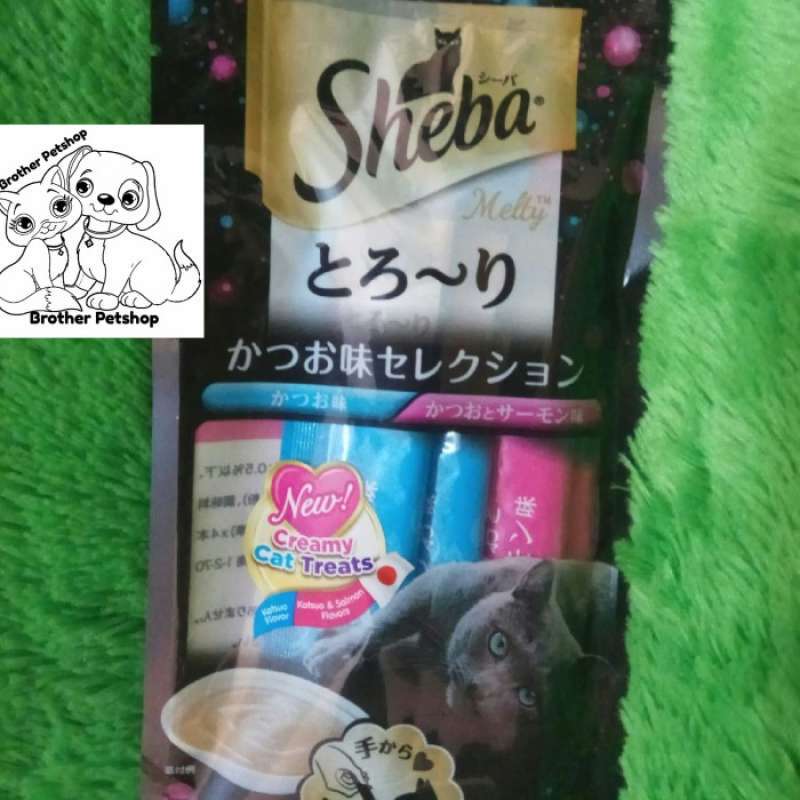 Brother Petshop
Brother Petshop
シーバ
Sheba®
Melty™
とろ〜り
かつお味セレクション
かつお味
かつおとサーモン味
New!
Creamy
Cat Treats
Katsuo
Flavor
Katsuo & Salmon
Flavors
手から